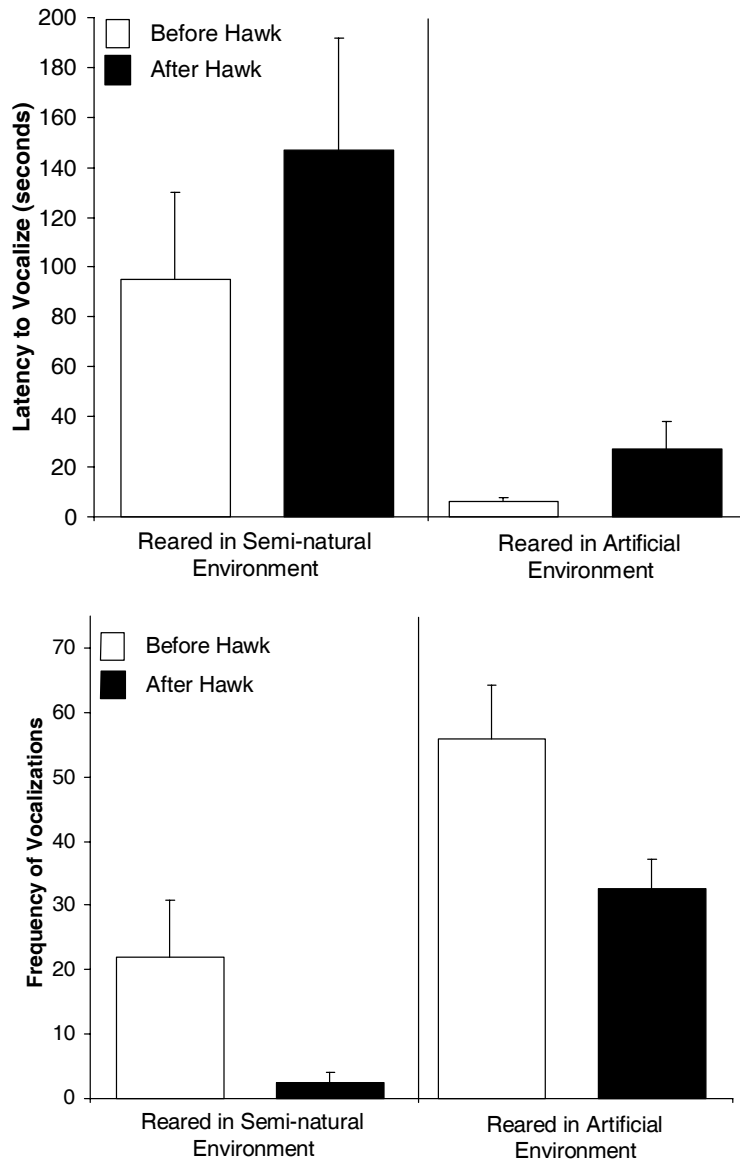 200
180
160
140
120
100
80
60
40
20
0
Latency to Vocalize (seconds)
Before Hawk
After Hawk
Reared in Semi-natural
Environment
Reared in Artificial
Environment
70
60
50
40
30
20
10
0
Frequency of Vocalizations
Before Hawk
After Hawk
Reared in Semi-natural
Environment
Reared in Artificial
Environment